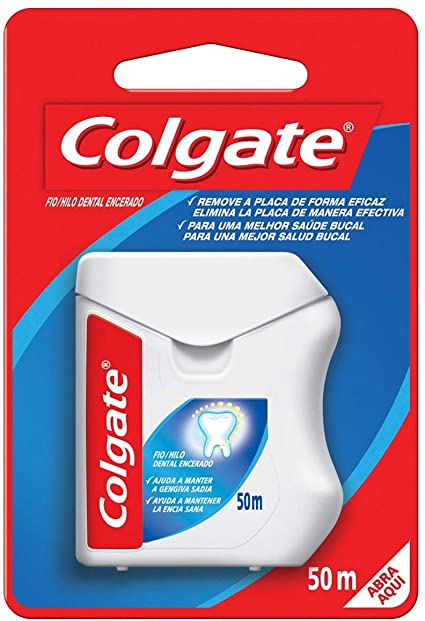 Colgate®
FIO/HILO DENTAL ENCERADO
✓ REMOVE A PLACA DE FORMA EFICAZ
ELIMINA LA PLACA DE MANERA EFECTIVA
✓ PARA UMA MELHOR SAÚDE BUCAL
PARA UNA MEJOR SALUD BUCAL
Colgate®
FIO/HILO
DENTAL ENCERADO
✓ AJUDA A MANTER
A GENGIVA SADIA
✓ AYUDA A MANTENER
LA ENCIA SANA
50m
50 m
ABRA
AQUI